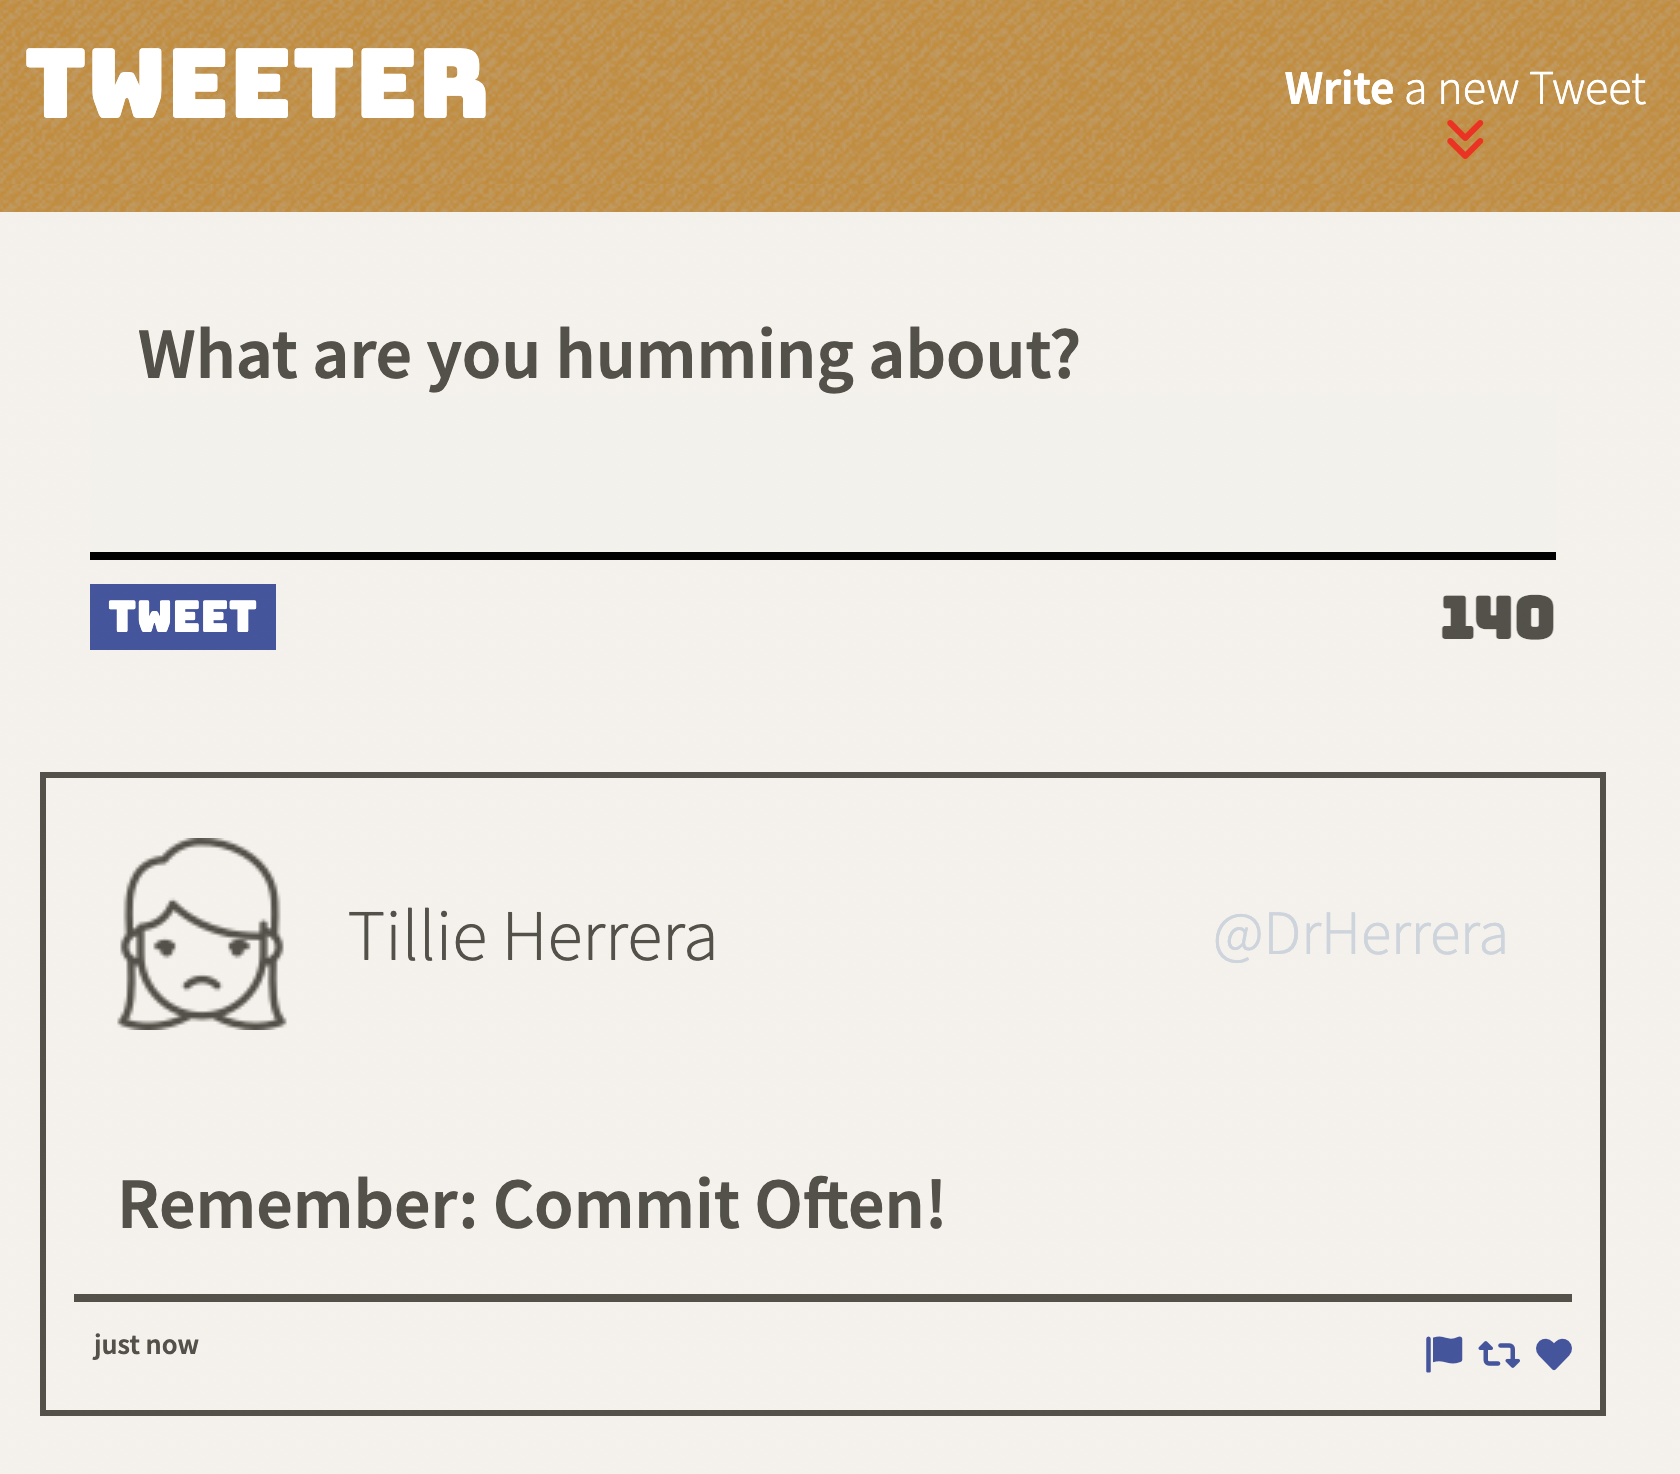 TWEETER
Write a new Tweet
What are you humming about?
TWEET
140
Tillie Herrera
@DrHerrera
Remember: Commit Often!
just now